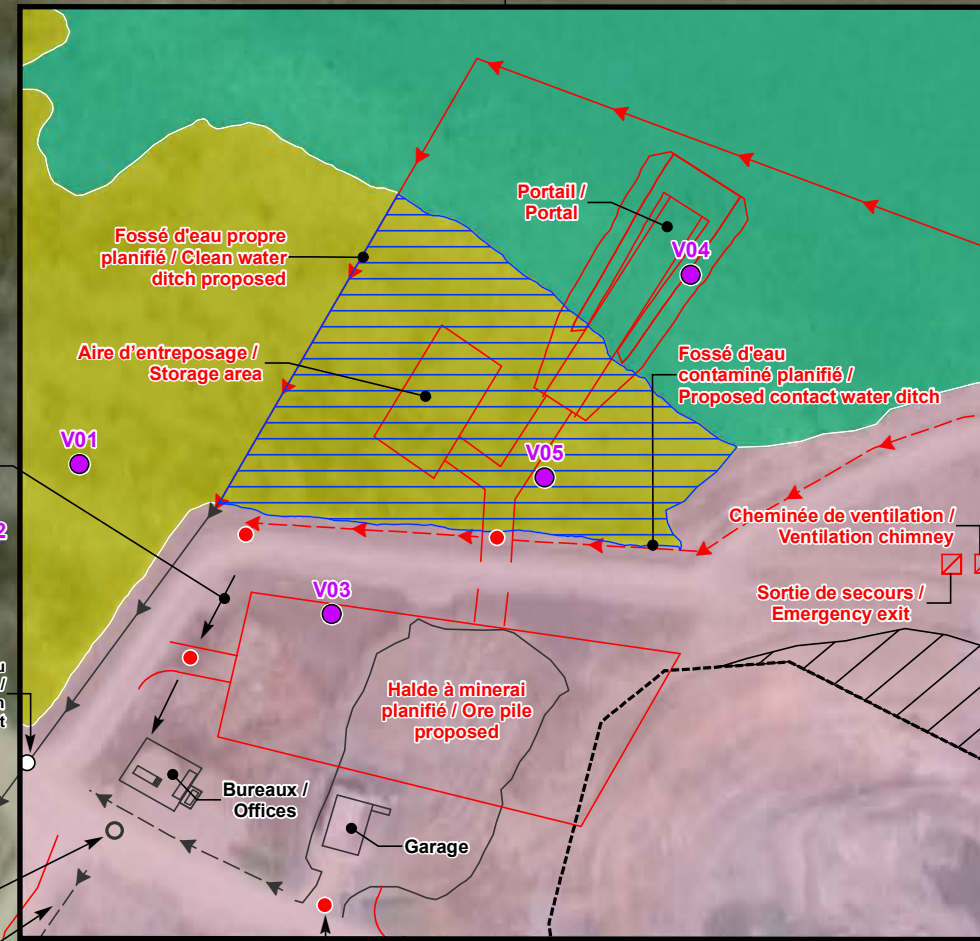 Portail /
Portal
V04
Fossé d'eau propre
planifié / Clean water
ditch proposed
Aire d'entreposage /
Storage area
Fossé d'eau
contaminé planifié /
Proposed contact water ditch
V01
V05
2
Cheminée de ventilation /
Ventilation chimney
V03
Sortie de secours /
Emergency exit
u
/
n
t
Halde à minerai
planifié / Ore pile
proposed
Bureaux /
Offices
Garage